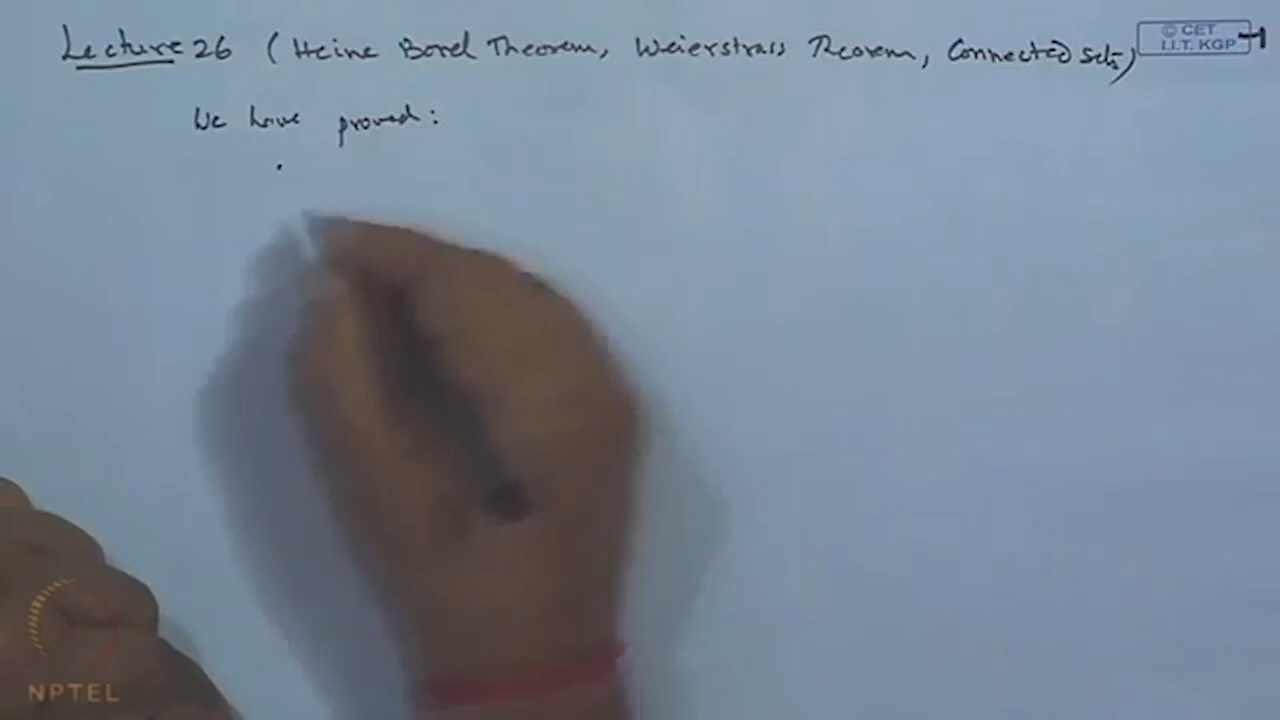 Lecture 26 (Heine Borel Theorem, Weierstrass Theorem, Connected sets)
© CET
I.I.T. KGP
We have proved:
NPTEL